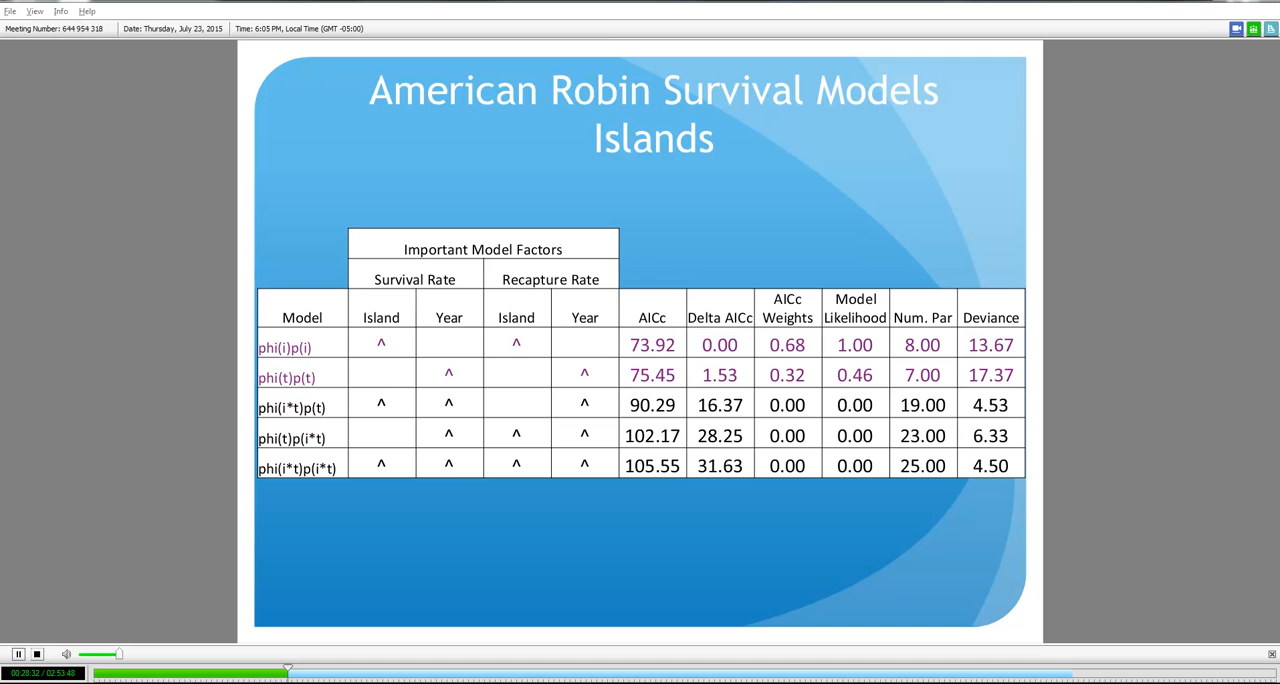 File View Info Help
Meeting Number: 644 954 318 Date: Thursday, July 23, 2015 Time: 6:05 PM, Local Time (GMT -05:00)
American Robin Survival Models
Islands
Important Model Factors
Survival Rate Recapture Rate
Model Island Year Island Year AICc Delta AICc AICc Weights Model Likelihood Num. Par Deviance
phi(i)p(i) ^ ^ 73.92 0.00 0.68 1.00 8.00 13.67
phi(t)p(t) ^ ^ 75.45 1.53 0.32 0.46 7.00 17.37
phi(i*t)p(t) ^ ^ ^ 90.29 16.37 0.00 0.00 19.00 4.53
phi(t)p(i*t) ^ ^ ^ 102.17 28.25 0.00 0.00 23.00 6.33
phi(i*t)p(i*t) ^ ^ ^ ^ 105.55 31.63 0.00 0.00 25.00 4.50
00:28:32 / 02:53:48